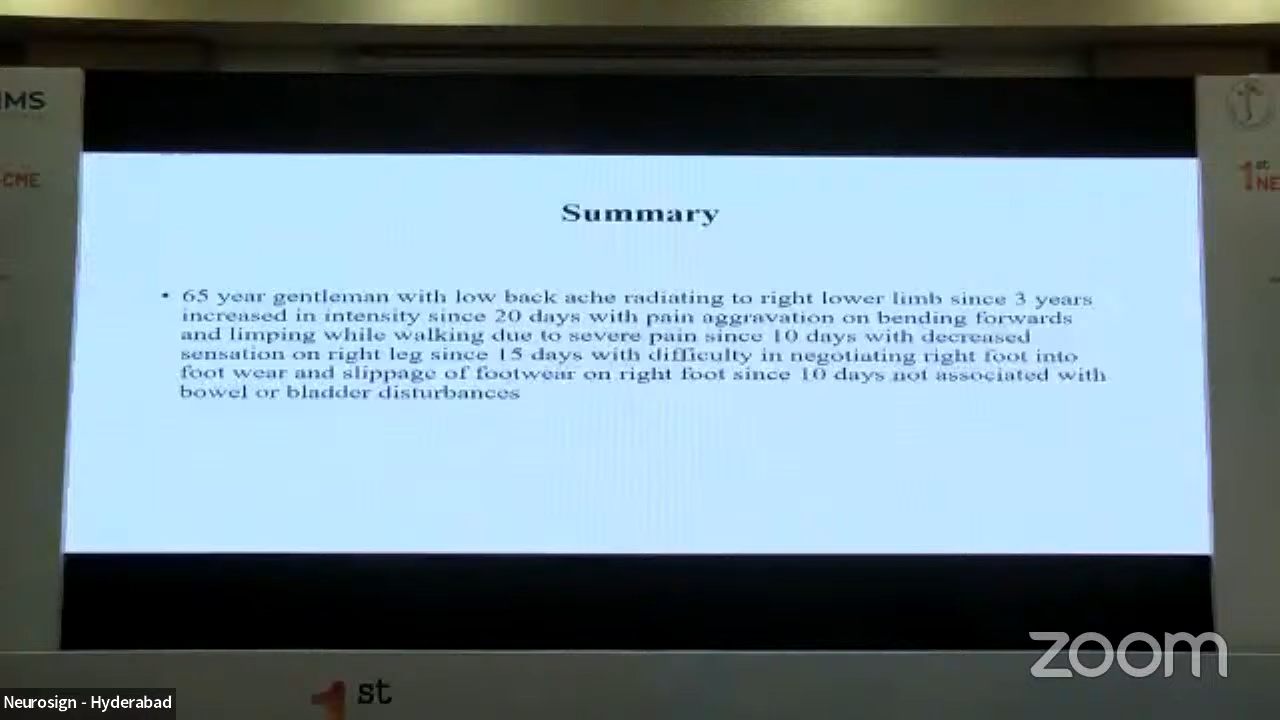 IMS
-CME
1st
NE
Summary
• 65 year gentleman with low back ache radiating to right lower limb since 3 years
increased in intensity since 20 days with pain aggravation on bending forwards
and limping while walking due to severe pain since 10 days with decreased
sensation on right leg since 15 days with difficulty in negotiating right foot into
foot wear and slippage of footwear on right foot since 10 days not associated with
bowel or bladder disturbances
zoom
1st
Neurosign - Hyderabad